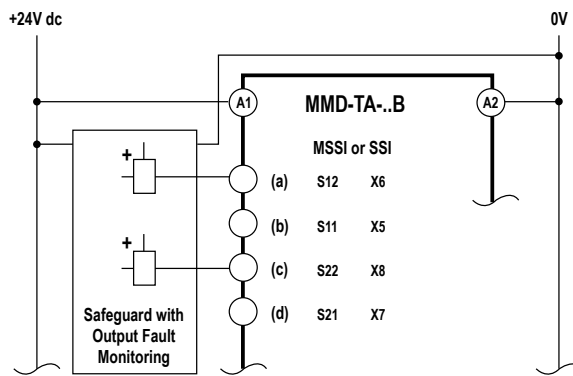 +24V dc 0V
A1 MMD-TA-..B A2
MSSI or SSI
+
(a) S12 X6
(b) S11 X5
+
(c) S22 X8
(d) S21 X7
Safeguard with
Output Fault
Monitoring